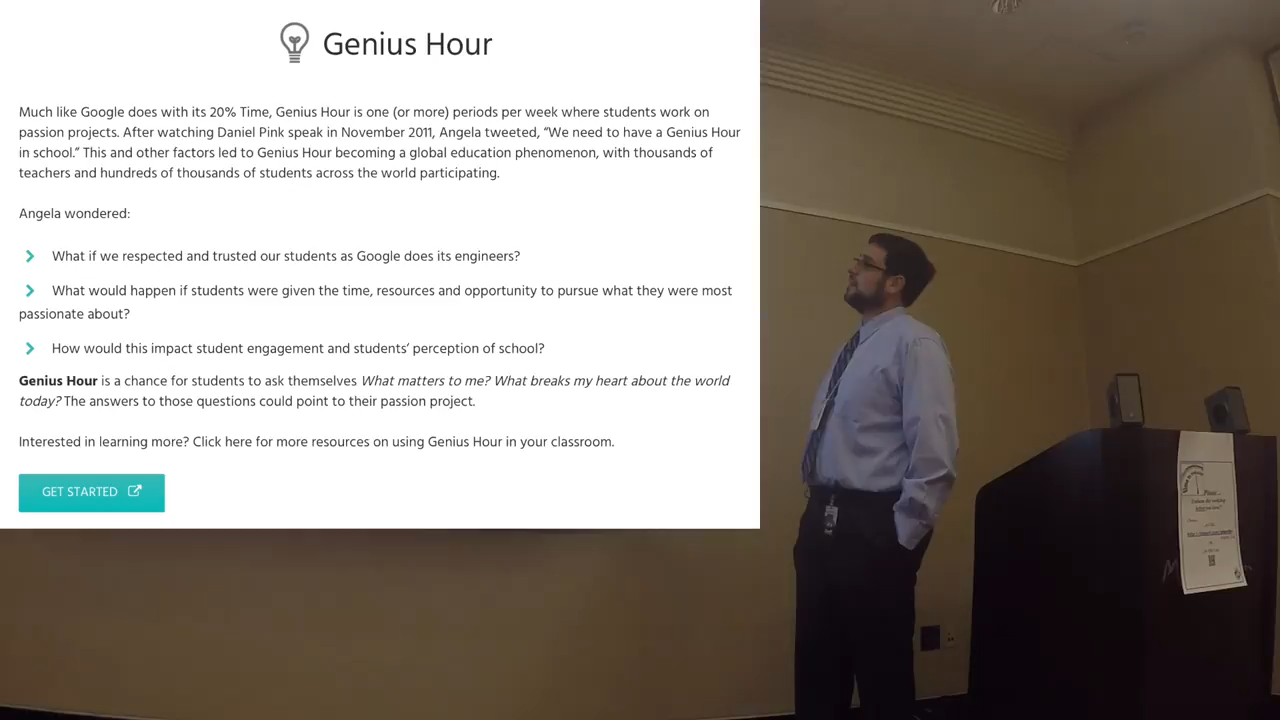 Genius Hour
Much like Google does with its 20% Time, Genius Hour is one (or more) periods per week where students work on
passion projects. After watching Daniel Pink speak in November 2011, Angela tweeted, “We need to have a Genius Hour
in school.” This and other factors led to Genius Hour becoming a global education phenomenon, with thousands of
teachers and hundreds of thousands of students across the world participating.
Angela wondered:
What if we respected and trusted our students as Google does its engineers?
What would happen if students were given the time, resources and opportunity to pursue what they were most
passionate about?
How would this impact student engagement and students’ perception of school?
Genius Hour is a chance for students to ask themselves What matters to me? What breaks my heart about the world
today? The answers to those questions could point to their passion project.
Interested in learning more? Click here for more resources on using Genius Hour in your classroom.
GET STARTED
Please